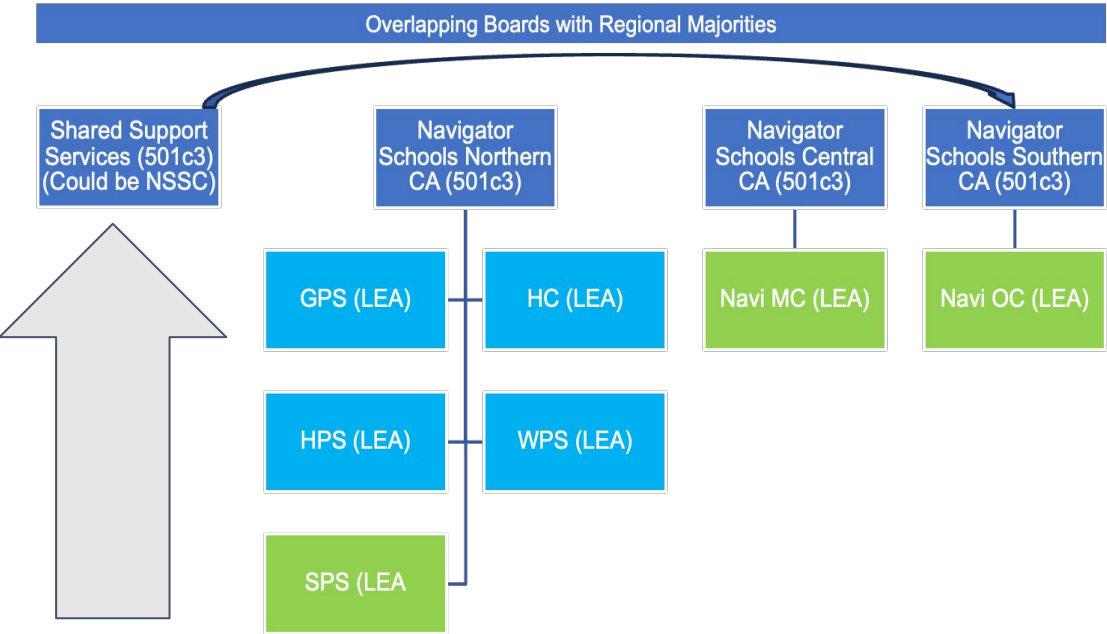 Overlapping Boards with Regional Majorities
Shared Support
Services (501c3)
(Could be NSSC)
Navigator
Schools Northern
CA (501c3)
Navigator
Schools Central
CA (501c3)
Navigator
Schools Southern
CA (501c3)
GPS (LEA)
HC (LEA)
Navi MC (LEA)
Navi OC (LEA)
HPS (LEA)
WPS (LEA)
SPS (LEA